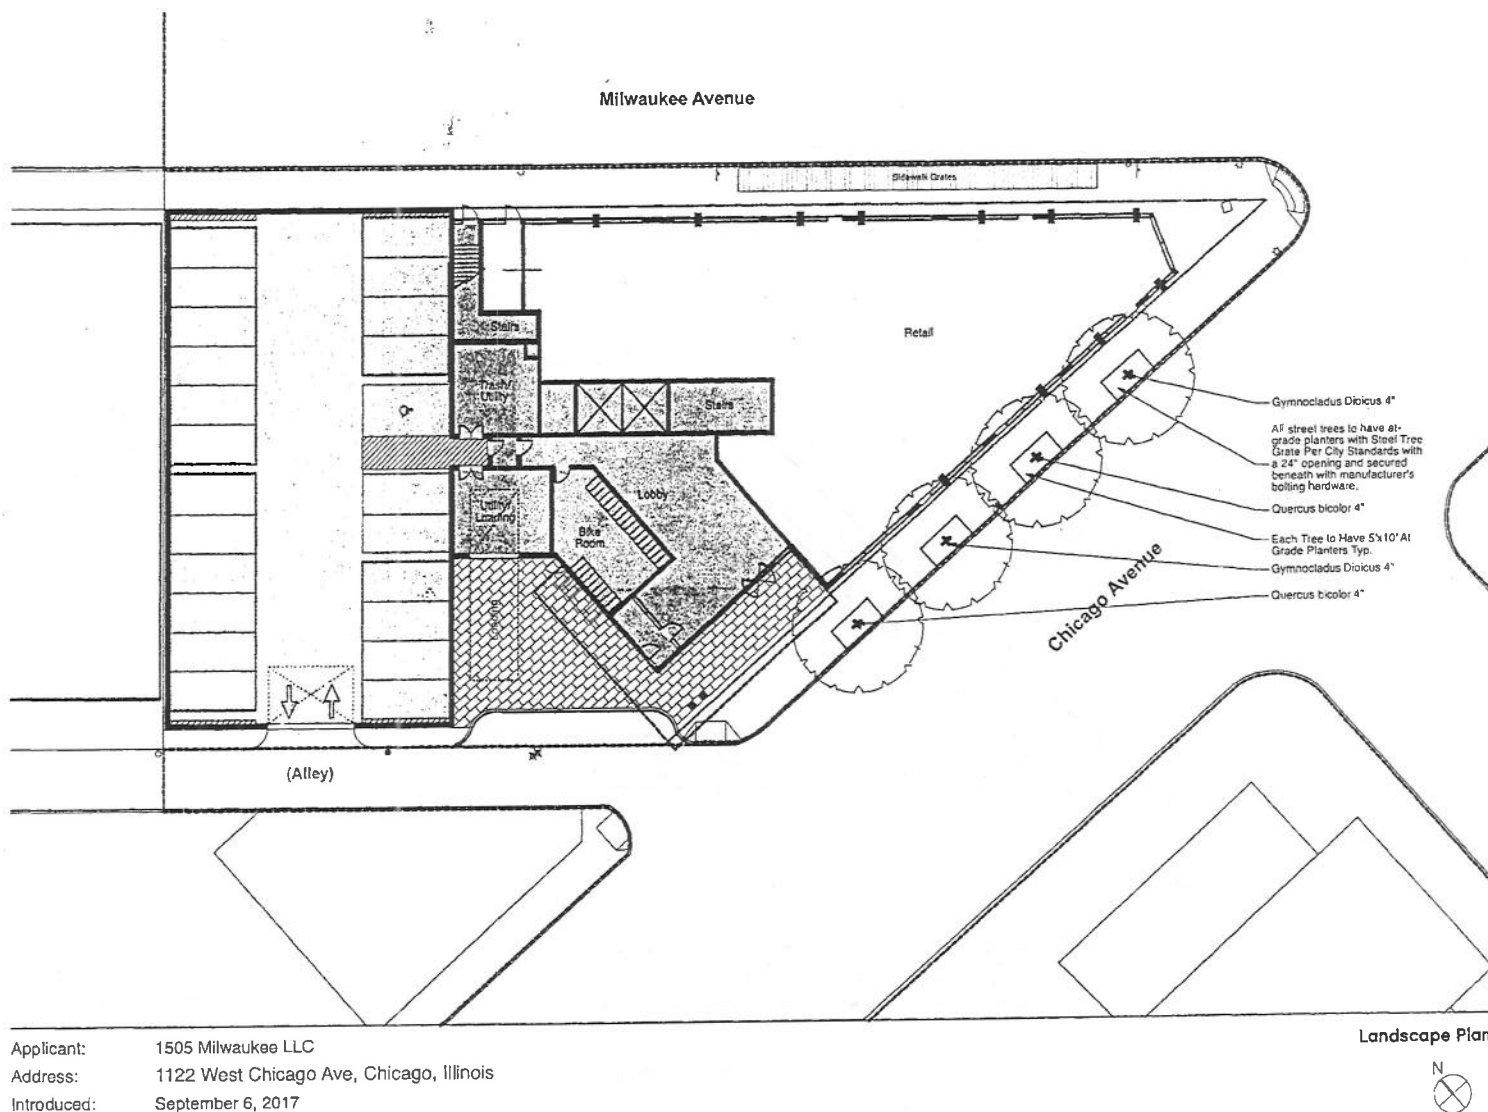 Milwaukee Avenue
Sidewalk Grates
Stairs
Retail
Trash/
Utility
Stairs
Gymnocladus Dioicus 4"
All street trees to have at-
grade planters with Steel Tree
Grate Per City Standards with
a 24" opening and secured
beneath with manufacturer's
bolting hardware.
Lobby
Utility/
Loading
Bike
Room
Quercus bicolor 4"
Each Tree to Have 5'x10' At
Grade Planters Typ.
Gymnocladus Dioicus 4"
Quercus bicolor 4"
Chicago Avenue
Loading
(Alley)
Landscape Plan
Applicant: 1505 Milwaukee LLC
Address: 1122 West Chicago Ave, Chicago, Illinois
Introduced: September 6, 2017
N